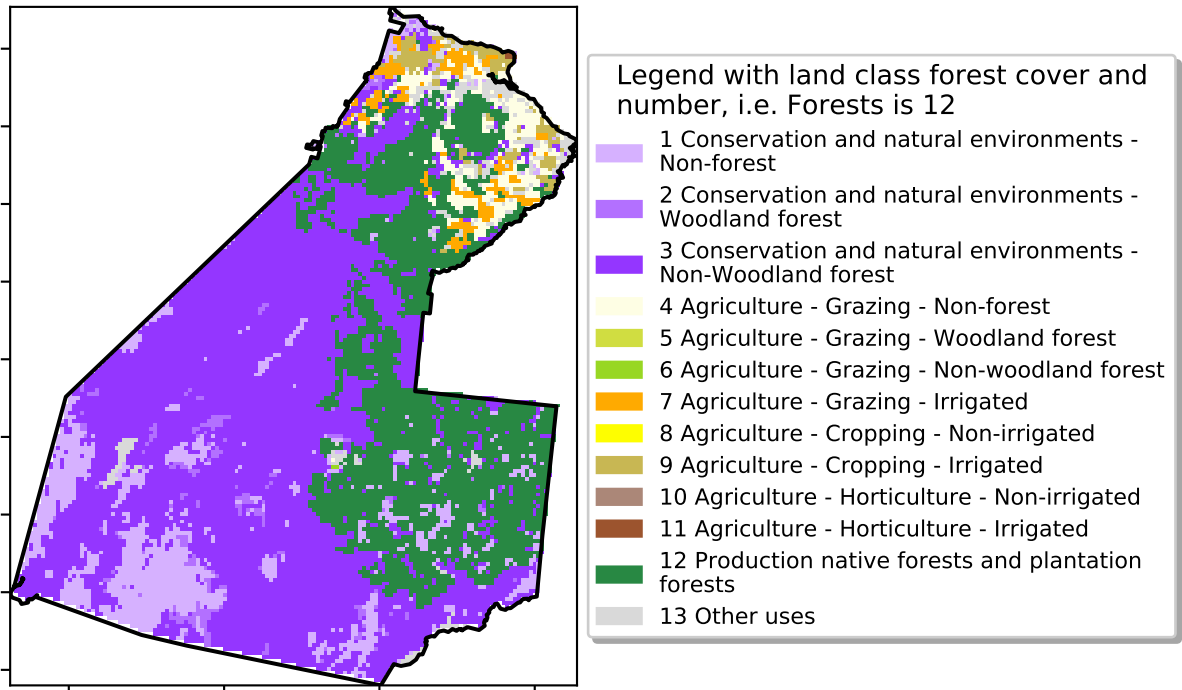 Legend with land class forest cover and
number, i.e. Forests is 12
1 Conservation and natural environments -
Non-forest
2 Conservation and natural environments -
Woodland forest
3 Conservation and natural environments -
Non-Woodland forest
4 Agriculture - Grazing - Non-forest
5 Agriculture - Grazing - Woodland forest
6 Agriculture - Grazing - Non-woodland forest
7 Agriculture - Grazing - Irrigated
8 Agriculture - Cropping - Non-irrigated
9 Agriculture - Cropping - Irrigated
10 Agriculture - Horticulture - Non-irrigated
11 Agriculture - Horticulture - Irrigated
12 Production native forests and plantation
forests
13 Other uses